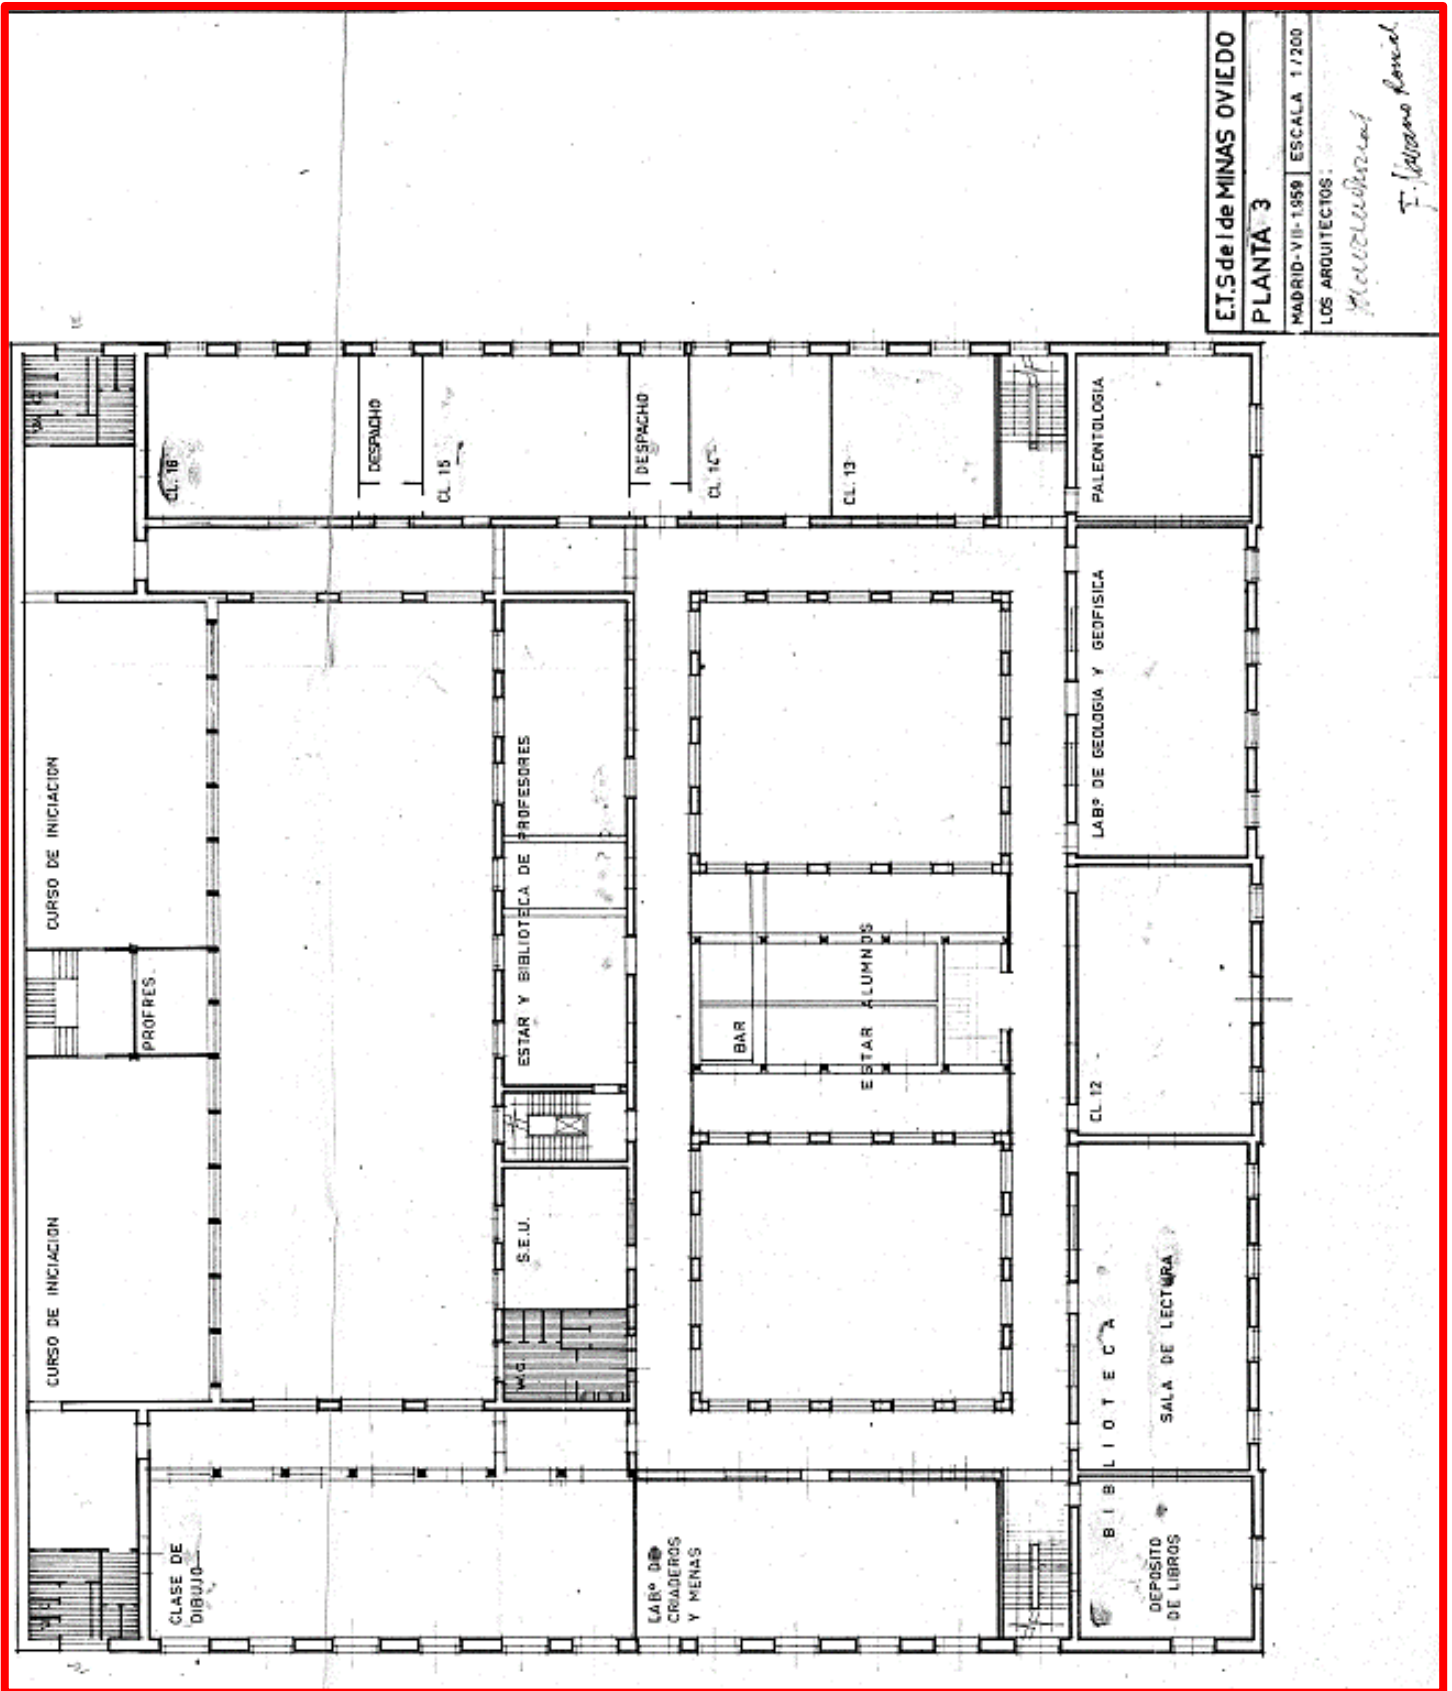 E.T.S de I de MINAS OVIEDO
PLANTA 3
MADRID-VII-1.959 ESCALA 1/200
LOS ARQUITECTOS:
CURSO DE INICIACION
PROFRES.
CURSO DE INICIACION
CL. 16
DESPACHO
CL. 15
DESPACHO
CL. 14
CL. 13
PALEONTOLOGIA
ESTAR Y BIBLIOTECA DE PROFESORES
S.E.U.
W.C.
BAR
ESTAR ALUMNOS
LABº DE GEOLOGIA Y GEOFISICA
CL. 12
BIBLIOTECA
SALA DE LECTURA
DEPOSITO
DE LIBROS
CLASE DE
DIBUJO
LABº DE
CRIADEROS
Y MENAS